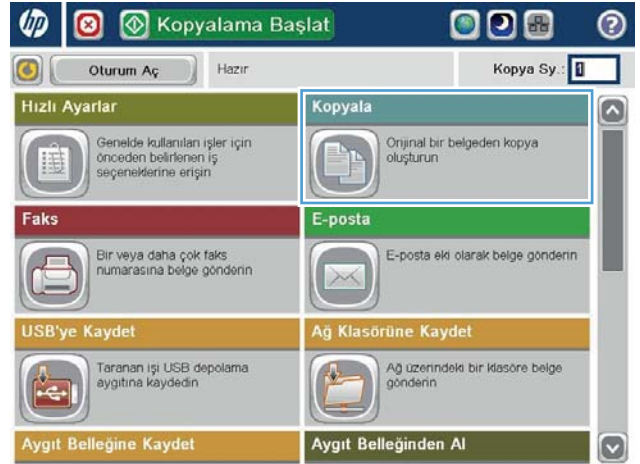 hp Kopyalama Başlat ?
Oturum Aç Hazır Kopya Sy.: 1
Hızlı Ayarlar
Genelde kullanılan işler için
önceden belirlenen iş
seçeneklerine erişin
Kopyala
Orijinal bir belgeden kopya
oluşturun
Faks
Bir veya daha çok faks
numarasına belge gönderin
E-posta
E-posta eki olarak belge gönderin
USB'ye Kaydet
Taranan işi USB depolama
aygıtına kaydedin
Ağ Klasörüne Kaydet
Ağ üzerindeki bir klasöre belge
gönderin
Aygıt Belleğine Kaydet
Aygıt Belleğinden Al